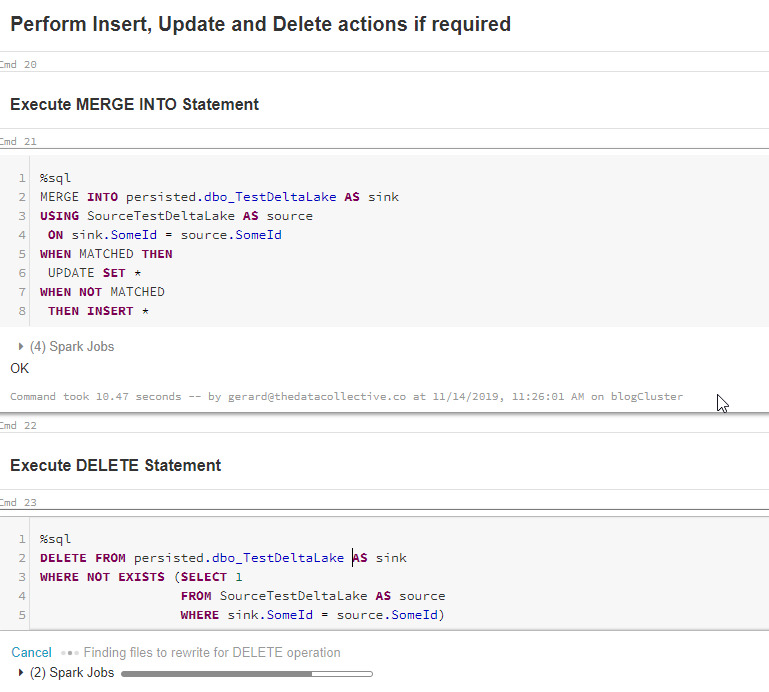 Perform Insert, Update and Delete actions if required
Cmd 20
Execute MERGE INTO Statement
Cmd 21
1 %sql
2 MERGE INTO persisted.dbo_TestDeltaLake AS sink
3 USING SourceTestDeltaLake AS source
4 ON sink.SomeId = source.SomeId
5 WHEN MATCHED THEN
6 UPDATE SET *
7 WHEN NOT MATCHED
8 THEN INSERT *
(4) Spark Jobs
OK
Command took 10.47 seconds -- by gerard@thedatacollective.co at 11/14/2019, 11:26:01 AM on blogCluster
Cmd 22
Execute DELETE Statement
Cmd 23
1 %sql
2 DELETE FROM persisted.dbo_TestDeltaLake AS sink
3 WHERE NOT EXISTS (SELECT 1
4 FROM SourceTestDeltaLake AS source
5 WHERE sink.SomeId = source.SomeId)
Cancel Finding files to rewrite for DELETE operation
(2) Spark Jobs